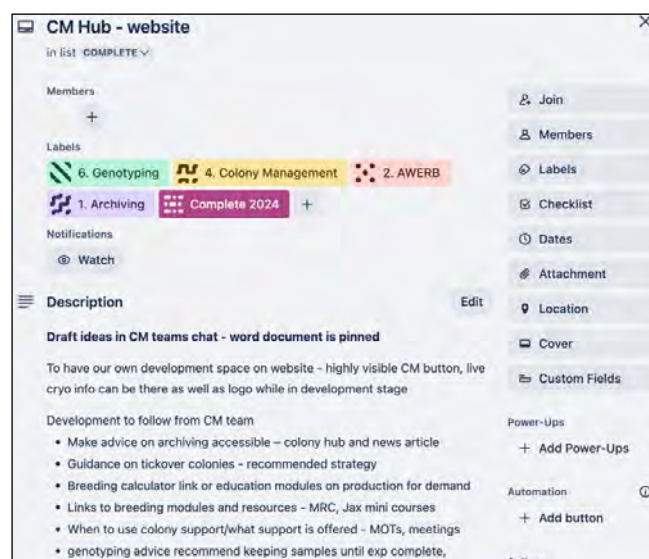 CM Hub - website
in list COMPLETE
Members
+
Labels
6. Genotyping
4. Colony Management
2. AWERB
1. Archiving
Complete 2024
+
Notifications
Watch
Description
Edit
Draft ideas in CM teams chat - word document is pinned
To have our own development space on website - highly visible CM button, live
cryo info can be there as well as logo while in development stage
Development to follow from CM team
• Make advice on archiving accessible – colony hub and news article
• Guidance on tickover colonies - recommended strategy
• Breeding calculator link or education modules on production for demand
• Links to breeding modules and resources - MRC, Jax mini courses
• When to use colony support/what support is offered - MOTs, meetings
• genotyping advice recommend keeping samples until exp complete,
Join
Members
Labels
Checklist
Dates
Attachment
Location
Cover
Custom Fields
Power-Ups
+ Add Power-Ups
Automation
+ Add button